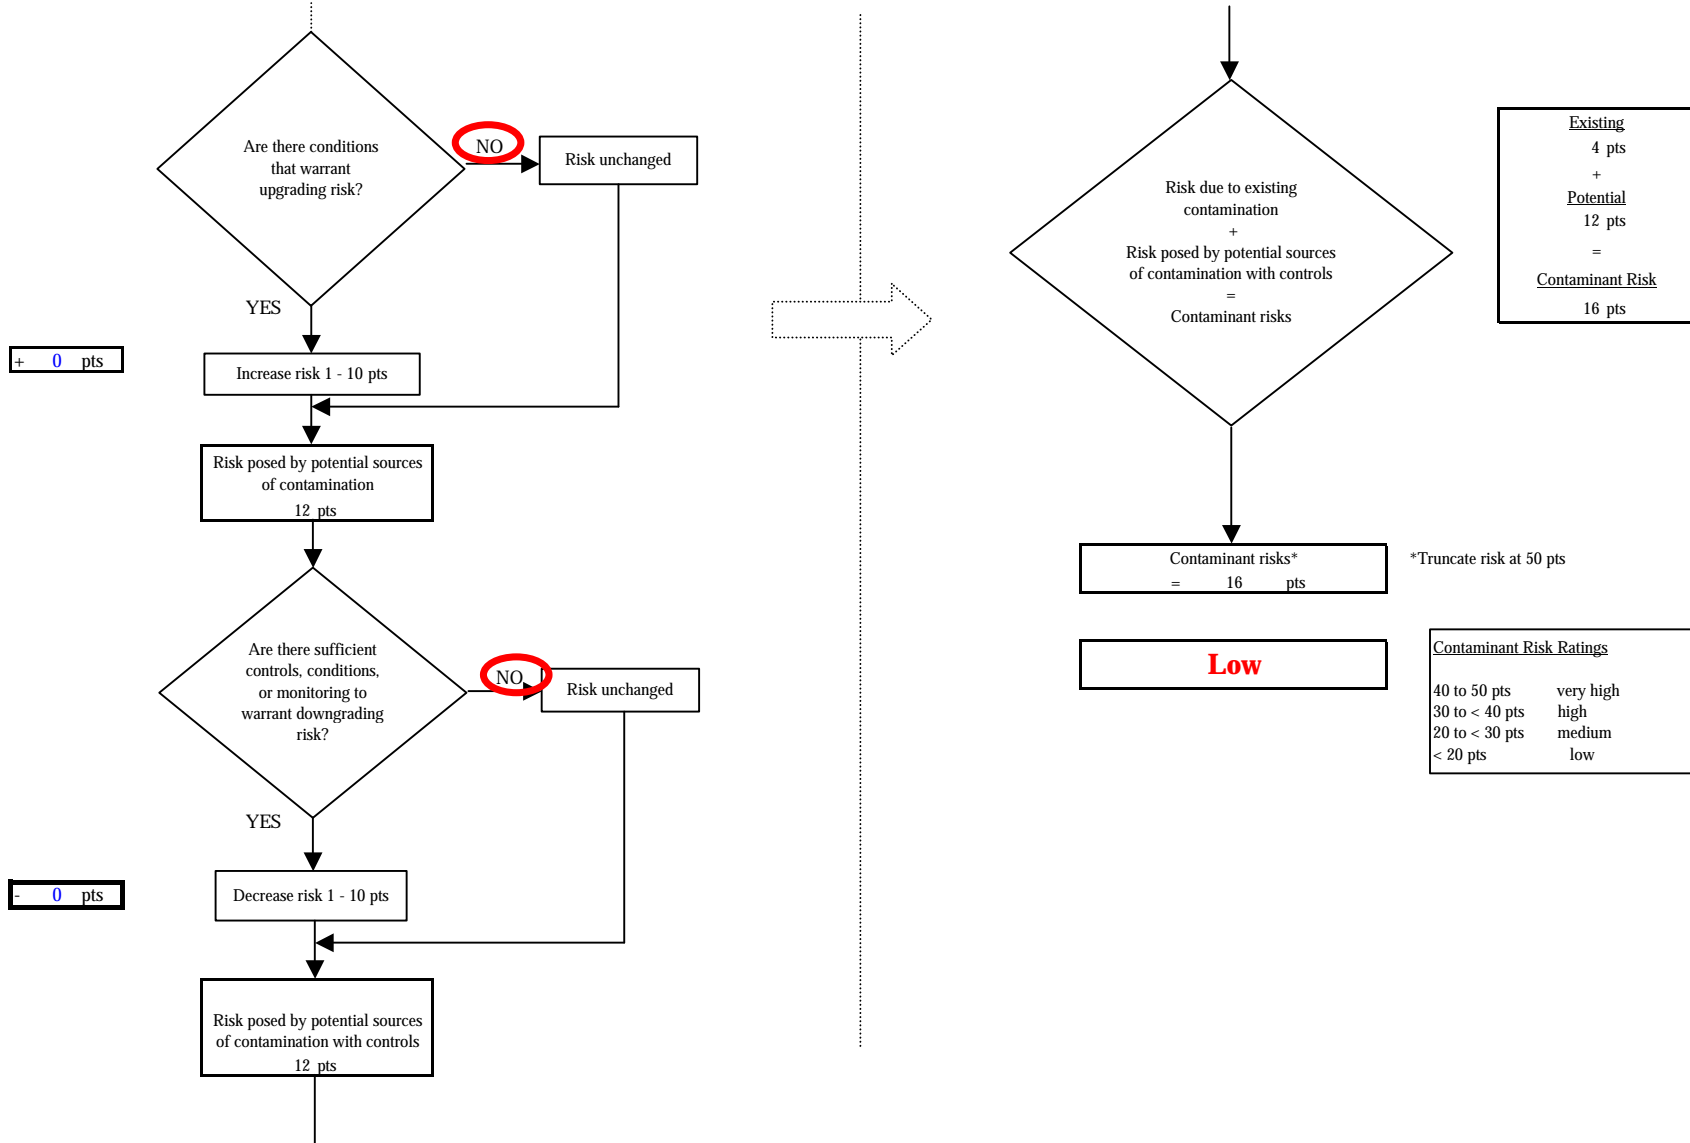 Are there conditions
that warrant
upgrading risk?
NO
Risk unchanged
YES
+ 0 pts
Increase risk 1 - 10 pts
Risk posed by potential sources
of contamination
12 pts
Are there sufficient
controls, conditions,
or monitoring to
warrant downgrading
risk?
NO
Risk unchanged
YES
- 0 pts
Decrease risk 1 - 10 pts
Risk posed by potential sources
of contamination with controls
12 pts
Risk due to existing
contamination
+
Risk posed by potential sources
of contamination with controls
=
Contaminant risks
Existing
4 pts
+
Potential
12 pts
=
Contaminant Risk
16 pts
Contaminant risks*
= 16 pts
*Truncate risk at 50 pts
Low
Contaminant Risk Ratings
40 to 50 pts very high
30 to < 40 pts high
20 to < 30 pts medium
< 20 pts low